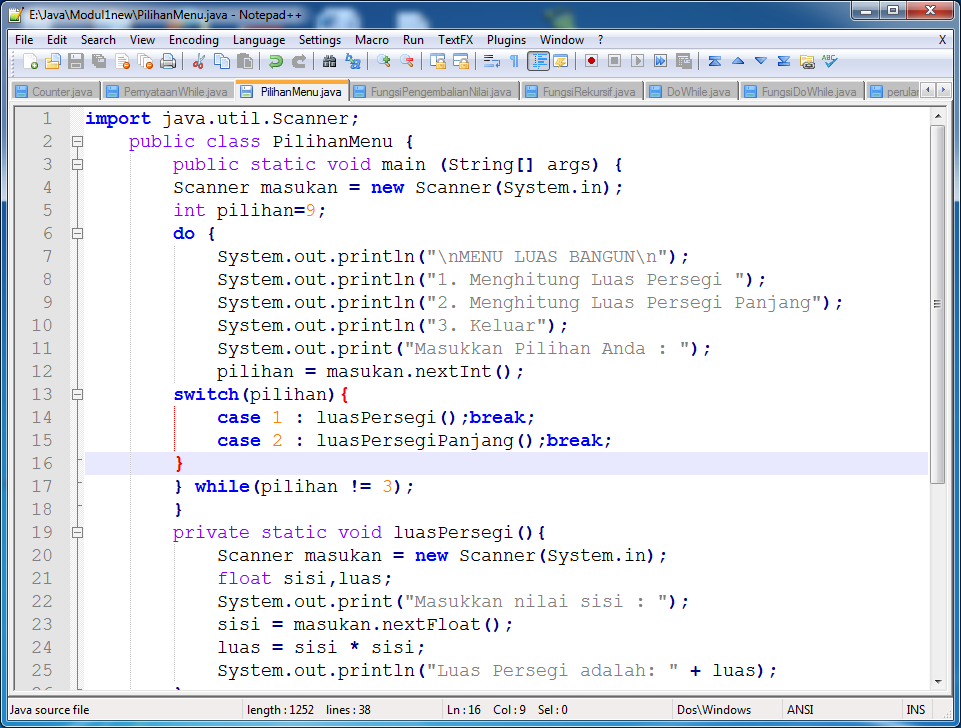 E:\Java\Modul1new\PilihanMenu.java - Notepad++
File Edit Search View Encoding Language Settings Macro Run TextFX Plugins Window ? X
Counter.java PernyataanWhile.java PilihanMenu.java FungsiPengembalianNilai.java FungsiRekursif.java DoWhile.java FungsiDoWhile.java
1 import java.util.Scanner;
2 public class PilihanMenu {
3 public static void main (String[] args) {
4 Scanner masukan = new Scanner(System.in);
5 int pilihan=9;
6 do {
7 System.out.println("\nMENU LUAS BANGUN\n");
8 System.out.println("1. Menghitung Luas Persegi ");
9 System.out.println("2. Menghitung Luas Persegi Panjang");
10 System.out.println("3. Keluar");
11 System.out.print("Masukkan Pilihan Anda : ");
12 pilihan = masukan.nextInt();
13 switch(pilihan){
14 case 1 : luasPersegi();break;
15 case 2 : luasPersegiPanjang();break;
16 }
17 } while(pilihan != 3);
18 }
19 private static void luasPersegi(){
20 Scanner masukan = new Scanner(System.in);
21 float sisi,luas;
22 System.out.print("Masukkan nilai sisi : ");
23 sisi = masukan.nextFloat();
24 luas = sisi * sisi;
25 System.out.println("Luas Persegi adalah: " + luas);
Java source file length : 1252 lines : 38 Ln : 16 Col : 9 Sel : 0 Dos\Windows ANSI INS